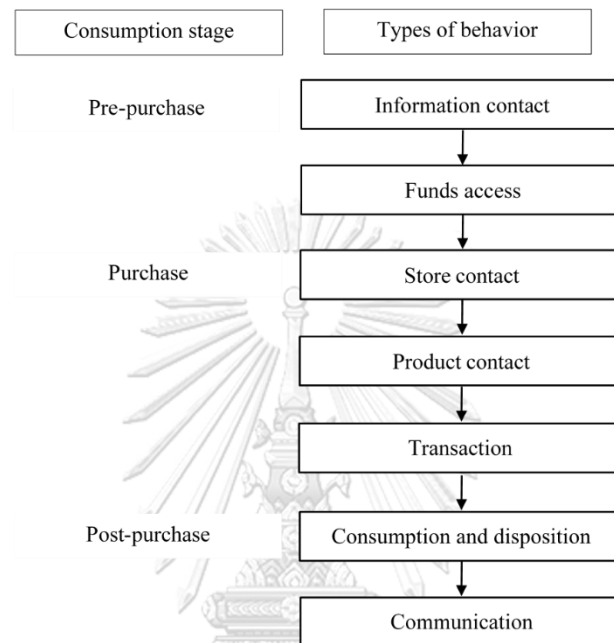 Consumption stage
Types of behavior
Pre-purchase
Information contact
Funds access
Purchase
Store contact
Product contact
Transaction
Post-purchase
Consumption and disposition
Communication